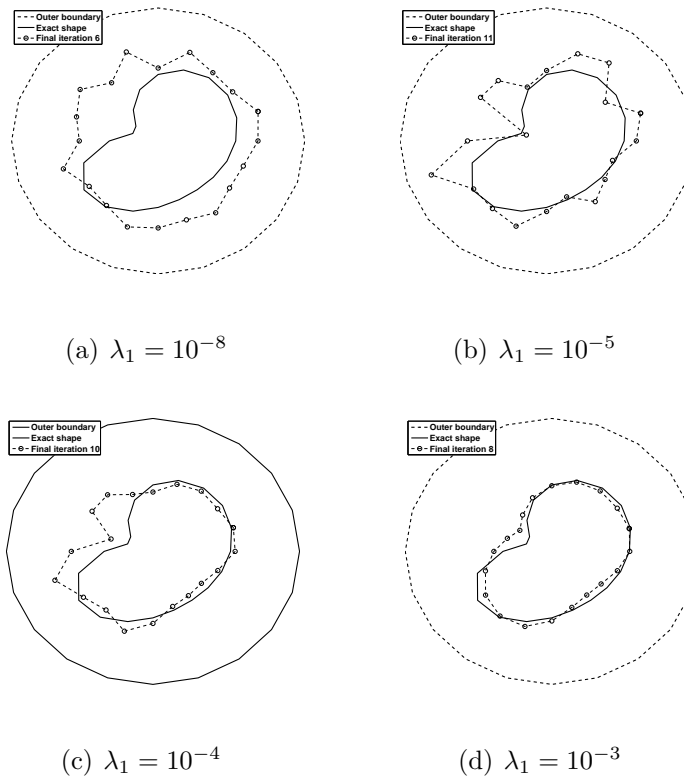 Outer boundary
Exact shape
Final iteration 6
Outer boundary
Exact shape
Final iteration 11
(a) λ₁ = 10⁻⁸
(b) λ₁ = 10⁻⁵
Outer boundary
Exact shape
Final iteration 10
Outer boundary
Exact shape
Final iteration 8
(c) λ₁ = 10⁻⁴
(d) λ₁ = 10⁻³